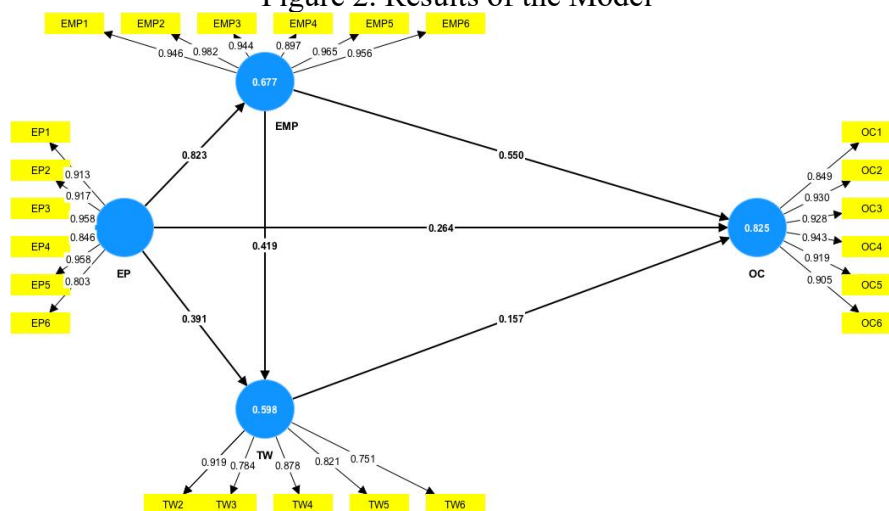 Figure 2. Results of the Model
EMP1 EMP2 EMP3 EMP4 EMP5 EMP6
0.946 0.982 0.944 0.897 0.965 0.956
0.677
EMP
EP1
EP2
EP3
EP4
EP5
EP6
0.913
0.917
0.958
0.846
0.958
0.803
EP
0.823
0.550
0.264
0.419
0.391
0.157
OC1
OC2
OC3
OC4
OC5
OC6
0.849
0.930
0.928
0.943
0.919
0.905
0.825
OC
0.598
TW
0.919 0.784 0.878 0.821 0.751
TW2 TW3 TW4 TW5 TW6